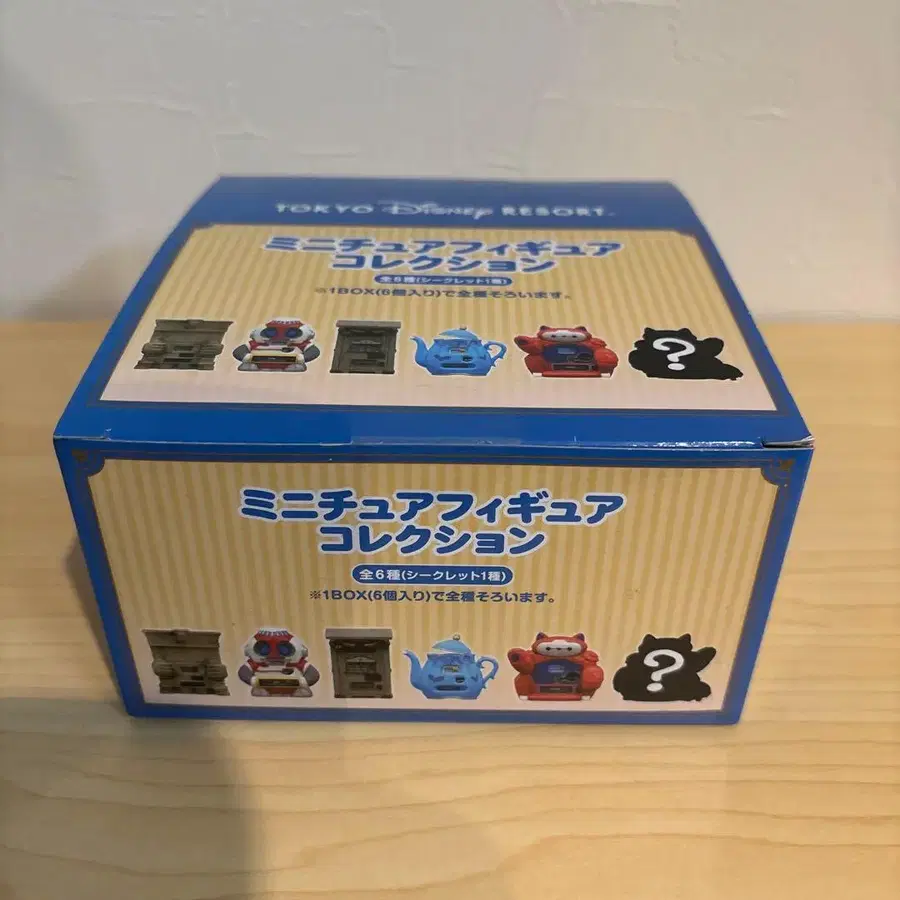 TOKYO Disney RESORT
ミニチュアフィギュア
コレクション
全6種(シークレット1種)
※1BOX(6個入り)で全種そろいます。
?
ミニチュアフィギュア
コレクション
全6種(シークレット1種)
※1BOX(6個入り)で全種そろいます。
?